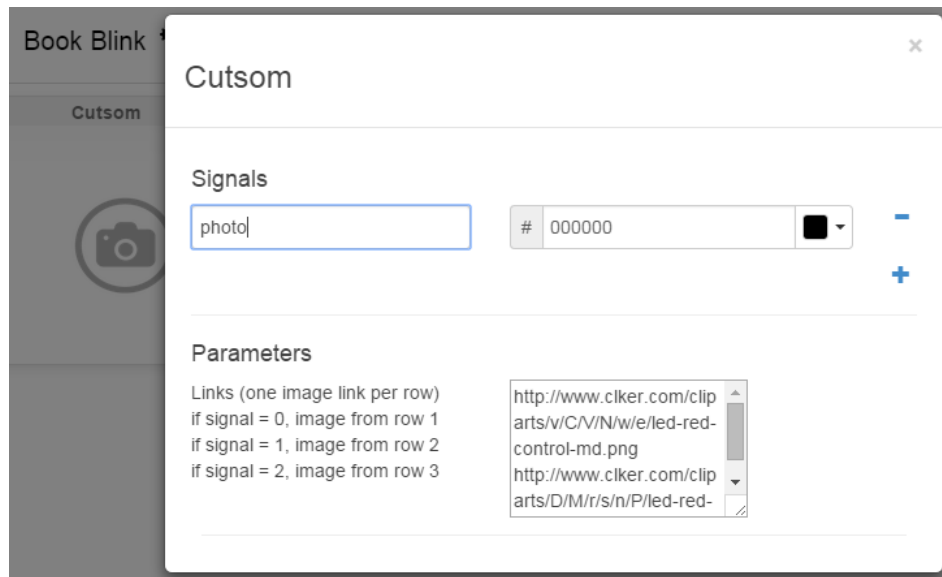 Book Blink *
Cutsom
×
Cutsom
Signals
photo
# 000000
Parameters
Links (one image link per row)
if signal = 0, image from row 1
if signal = 1, image from row 2
if signal = 2, image from row 3
http://www.clker.com/clip
arts/v/C/V/N/w/e/led-red-
control-md.png
http://www.clker.com/clip
arts/D/M/r/s/n/P/led-red-